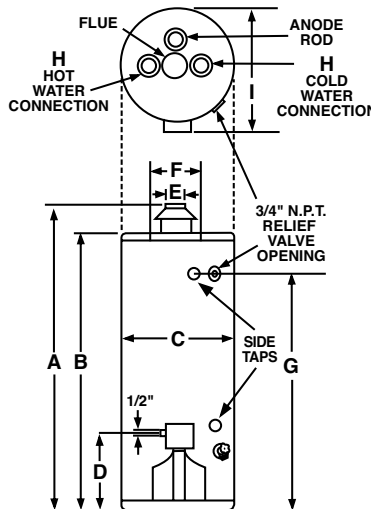 FLUE
ANODE
ROD
H
HOT
WATER
CONNECTION
H
COLD
WATER
CONNECTION
I
F
E
3/4" N.P.T.
RELIEF
VALVE
OPENING
A
B
C
SIDE
TAPS
G
1/2"
D